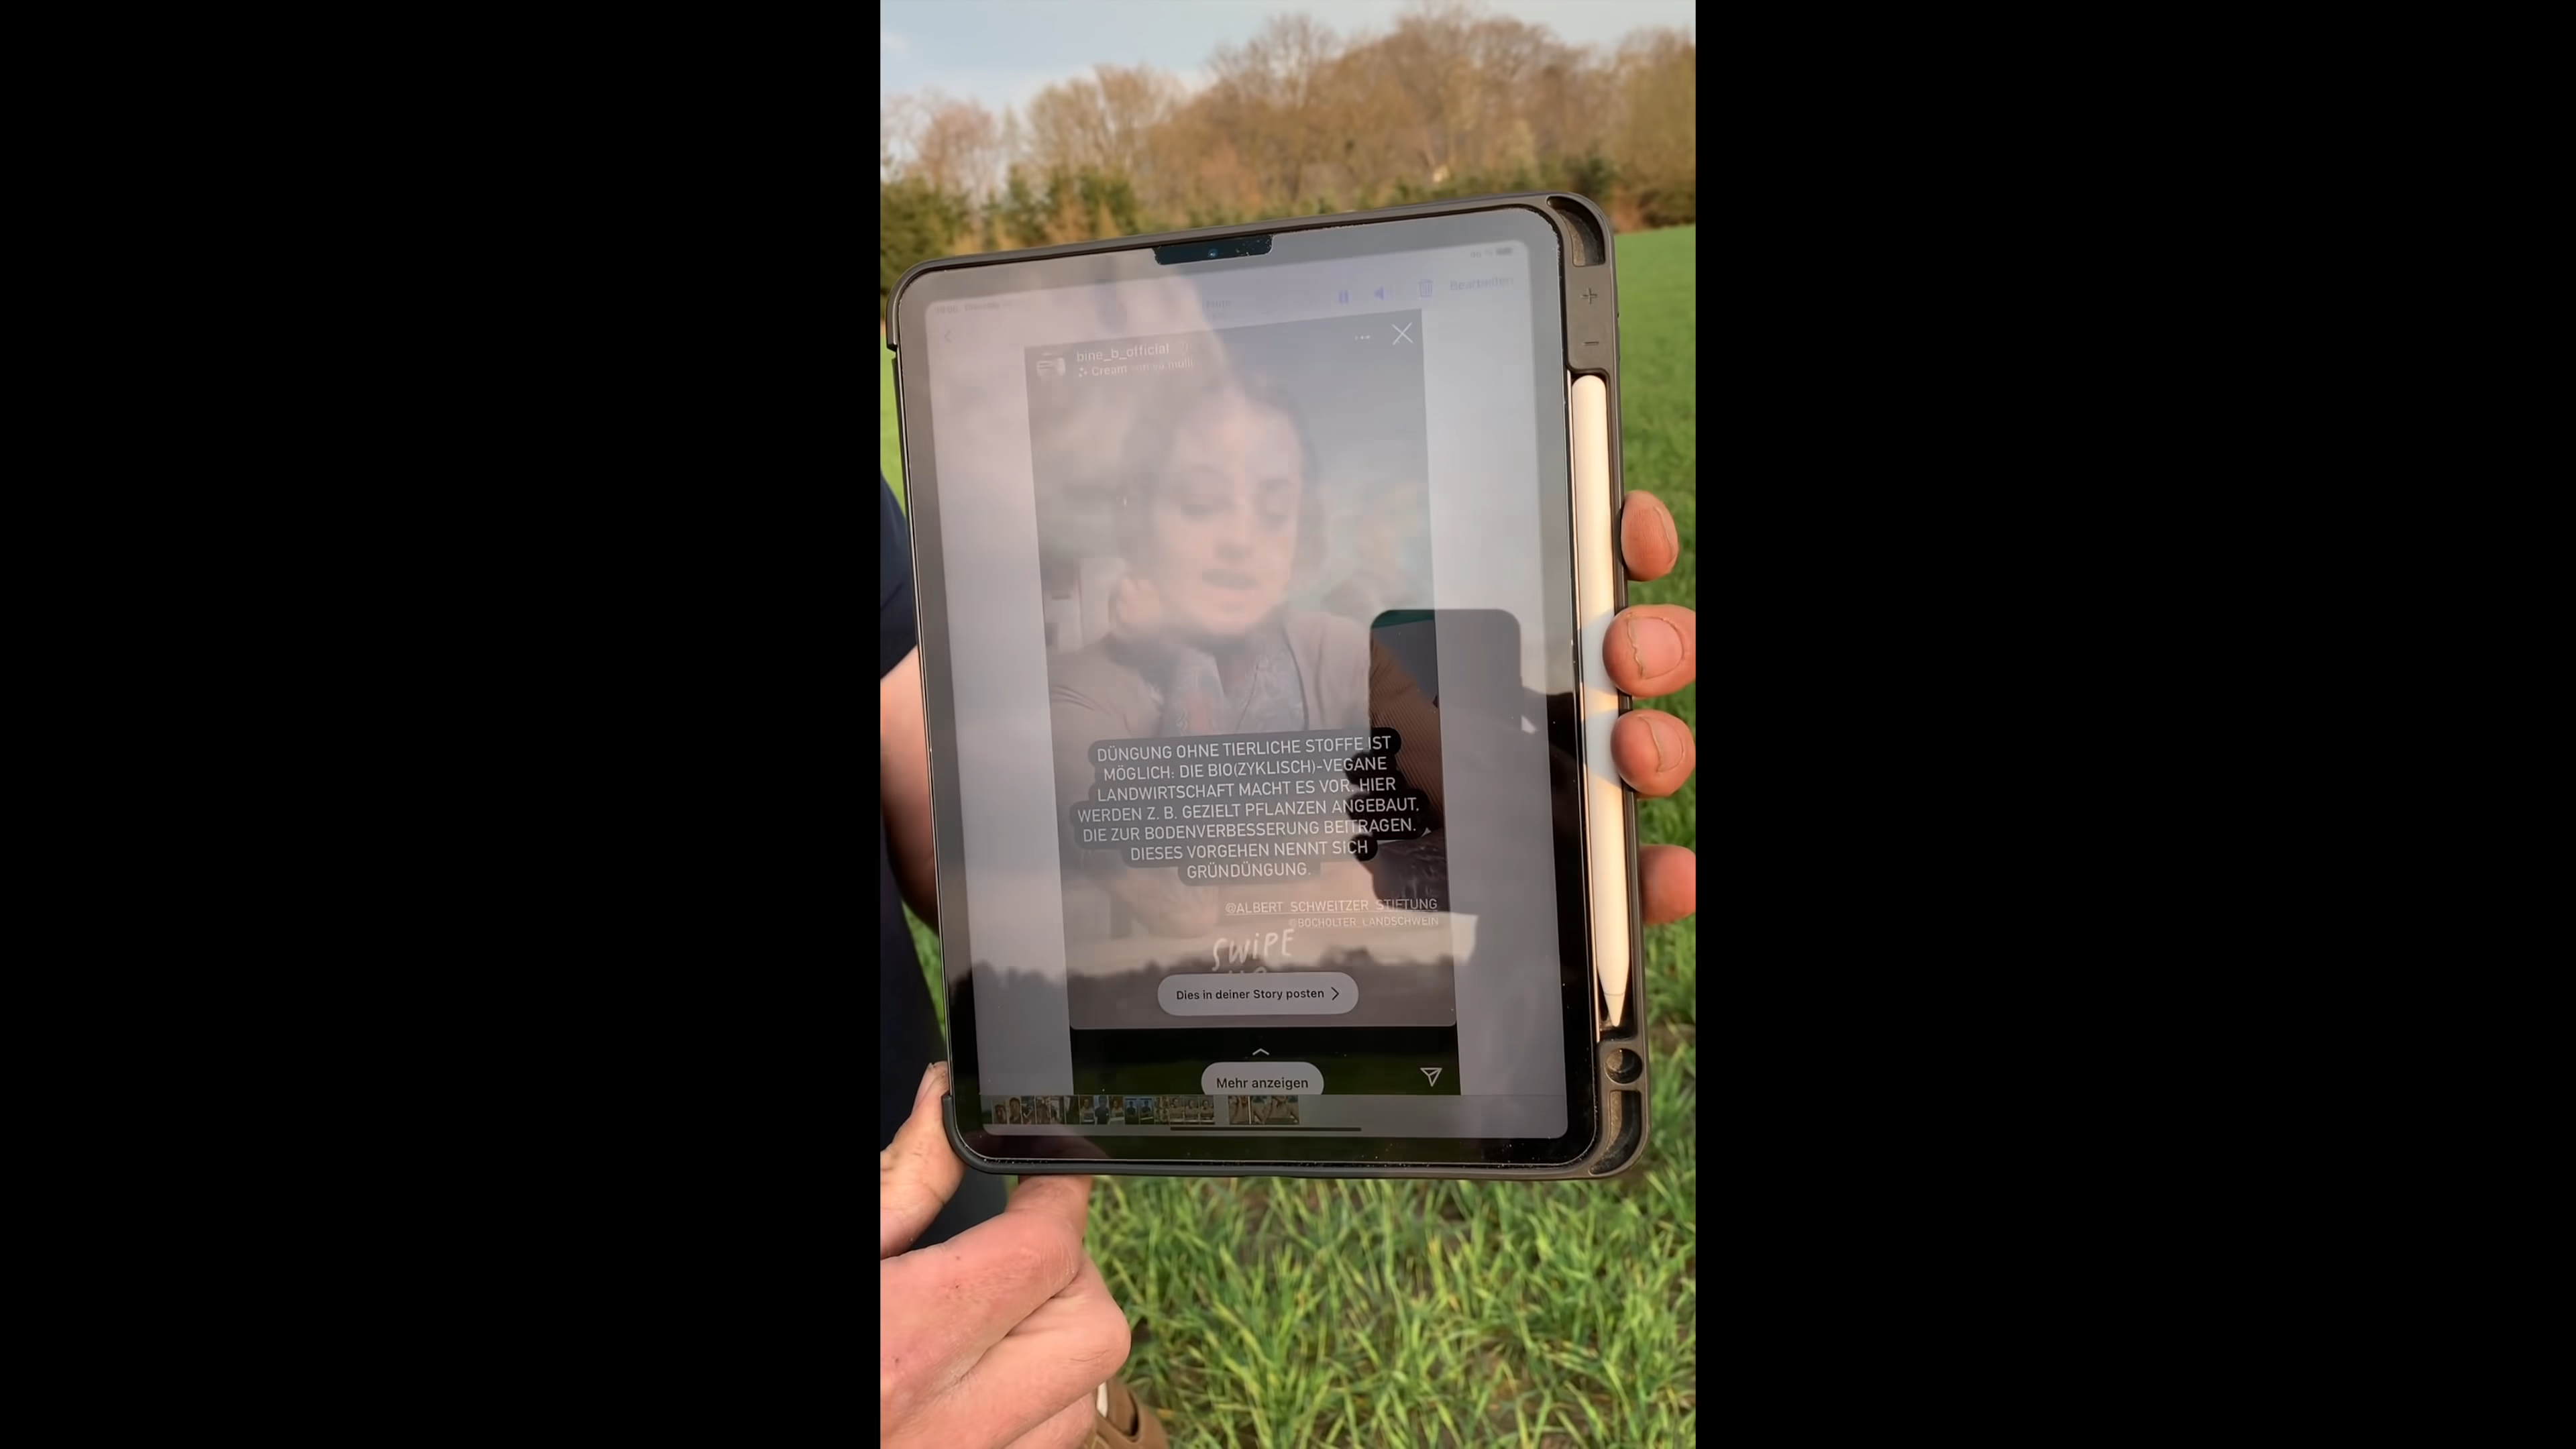 Bearbeiten
bine_b_official
Cream
DÜNGUNG OHNE TIERLICHE STOFFE IST
MÖGLICH: DIE BIO(ZYKLISCH)-VEGANE
LANDWIRTSCHAFT MACHT ES VOR. HIER
WERDEN Z. B. GEZIELT PFLANZEN ANGEBAUT,
DIE ZUR BODENVERBESSERUNG BEITRAGEN.
DIESES VORGEHEN NENNT SICH
GRÜNDÜNGUNG.
@ALBERT_SCHWEITZER_STIFTUNG
@BOCHOLTER_LANDSCHWEIN
SWIPE
Dies in deiner Story posten
Mehr anzeigen